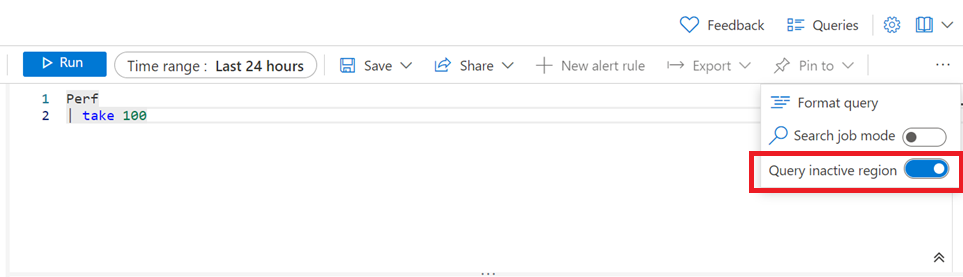 Feedback Queries
Run Time range : Last 24 hours Save Share New alert rule Export Pin to ...
1 Perf
2 | take 100
Format query
Search job mode
Query inactive region
...